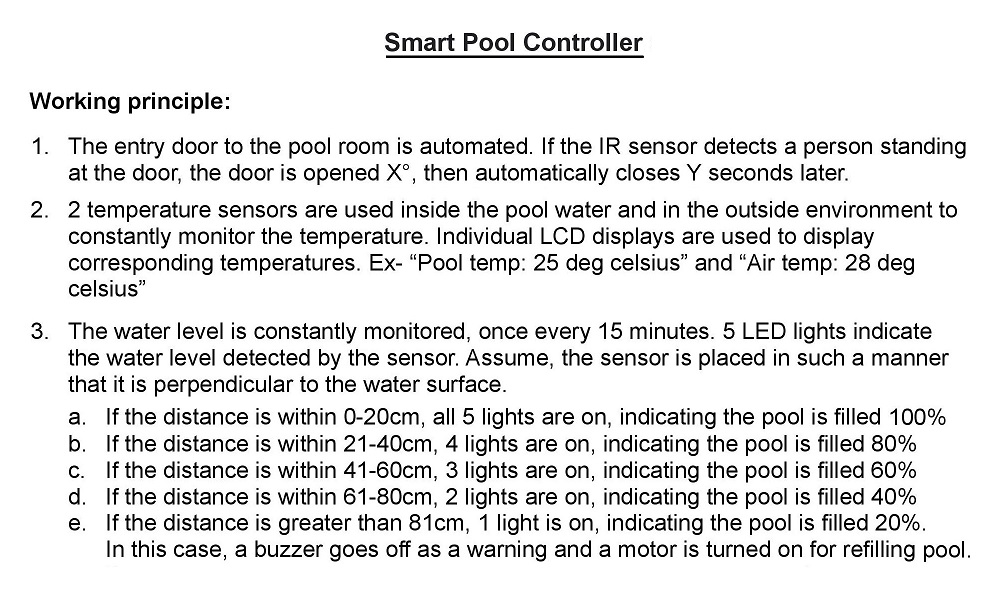 Smart Pool Controller
Working principle:
1. The entry door to the pool room is automated. If the IR sensor detects a person standing
at the door, the door is opened X°, then automatically closes Y seconds later.
2. 2 temperature sensors are used inside the pool water and in the outside environment to
constantly monitor the temperature. Individual LCD displays are used to display
corresponding temperatures. Ex- “Pool temp: 25 deg celsius” and “Air temp: 28 deg
celsius”
3. The water level is constantly monitored, once every 15 minutes. 5 LED lights indicate
the water level detected by the sensor. Assume, the sensor is placed in such a manner
that it is perpendicular to the water surface.
a. If the distance is within 0-20cm, all 5 lights are on, indicating the pool is filled 100%
b. If the distance is within 21-40cm, 4 lights are on, indicating the pool is filled 80%
c. If the distance is within 41-60cm, 3 lights are on, indicating the pool is filled 60%
d. If the distance is within 61-80cm, 2 lights are on, indicating the pool is filled 40%
e. If the distance is greater than 81cm, 1 light is on, indicating the pool is filled 20%.
In this case, a buzzer goes off as a warning and a motor is turned on for refilling pool.